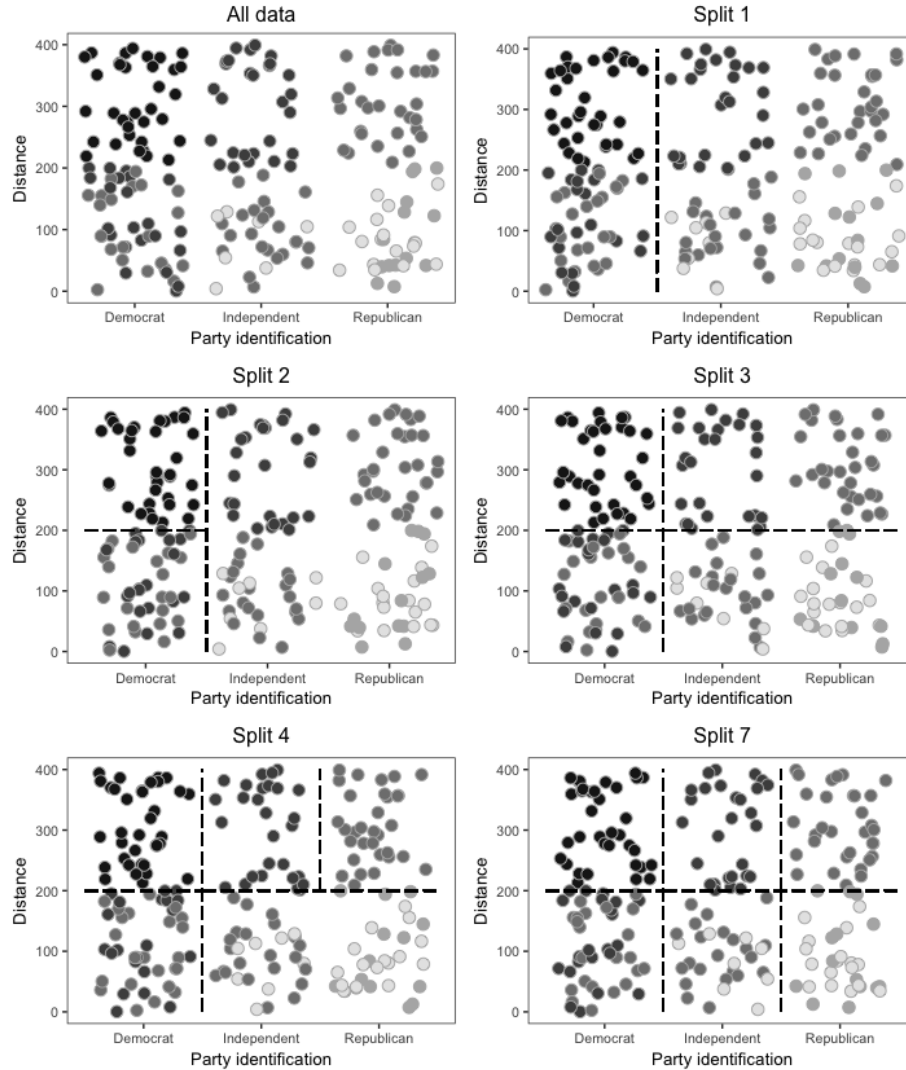 All data
400
300
200
100
0
Distance
Democrat Independent Republican
Party identification
Split 1
400
300
200
100
0
Distance
Democrat Independent Republican
Party identification
Split 2
400
300
200
100
0
Distance
Democrat Independent Republican
Party identification
Split 3
400
300
200
100
0
Distance
Democrat Independent Republican
Party identification
Split 4
400
300
200
100
0
Distance
Democrat Independent Republican
Party identification
Split 7
400
300
200
100
0
Distance
Democrat Independent Republican
Party identification